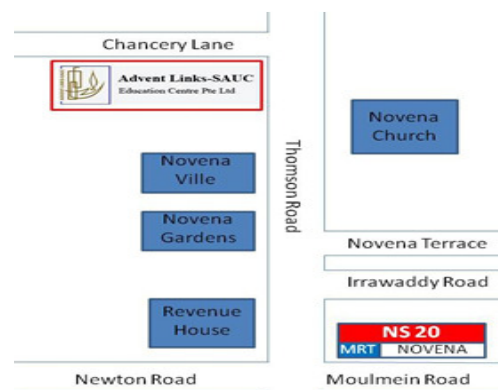 Chancery Lane
Advent Links-SAUC
Education Centre Pte Ltd
Novena
Church
Thomson Road
Novena
Ville
Novena
Gardens
Novena Terrace
Irrawaddy Road
Revenue
House
NS 20
MRT NOVENA
Newton Road
Moulmein Road